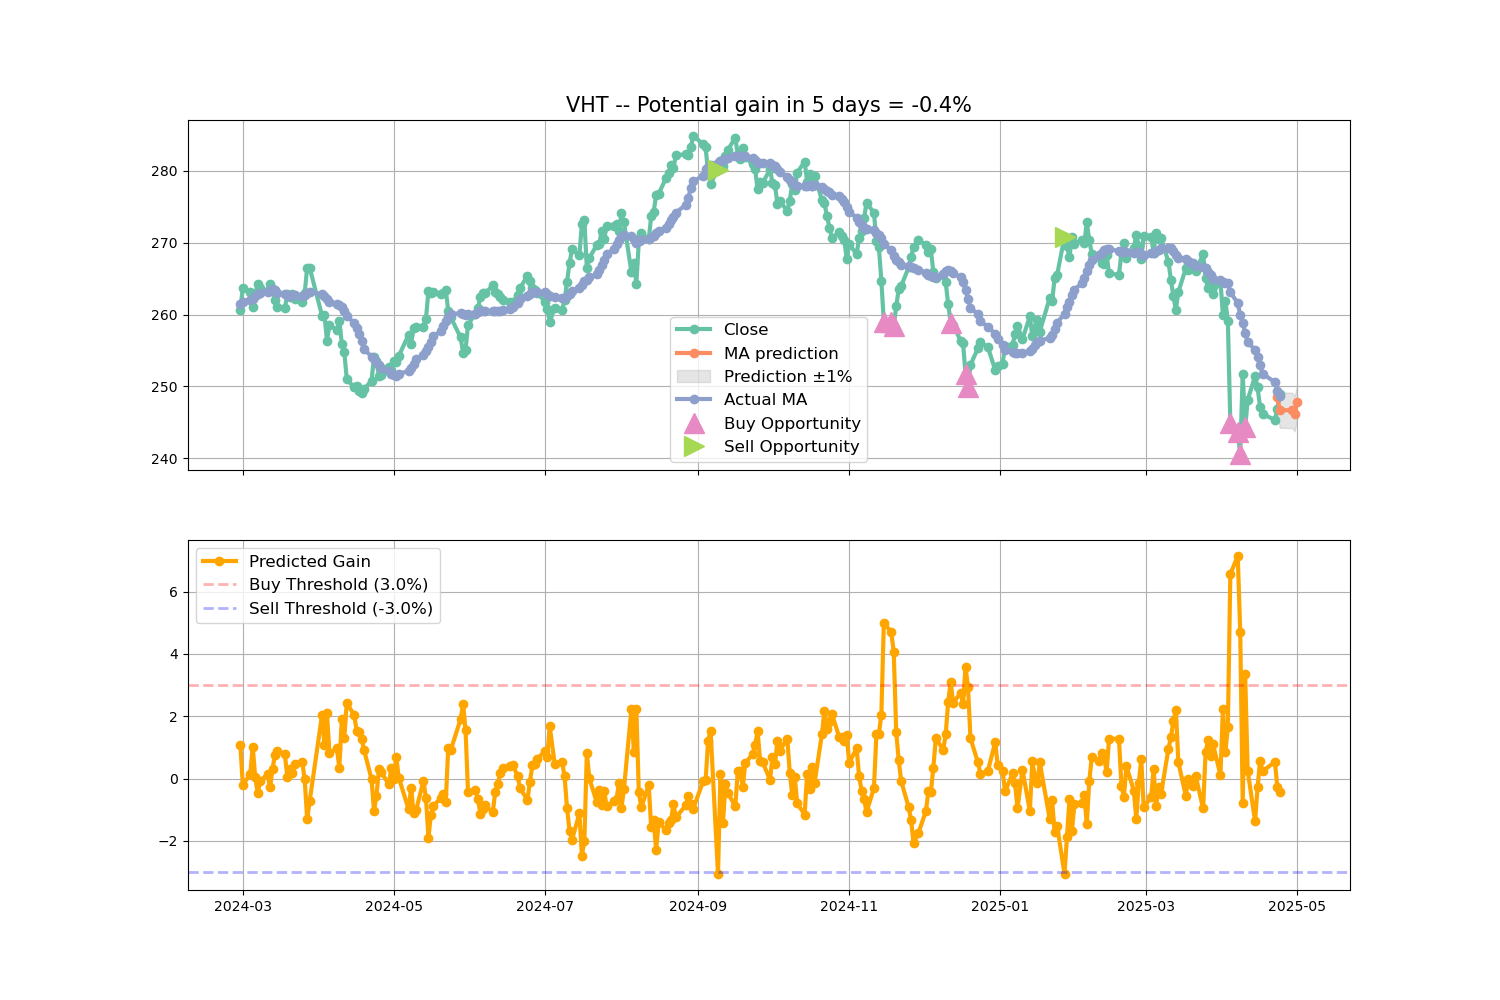 VHT -- Potential gain in 5 days = -0.4%
280
270
260
250
240
Close
MA prediction
Prediction ±1%
Actual MA
Buy Opportunity
Sell Opportunity
Predicted Gain
Buy Threshold (3.0%)
Sell Threshold (-3.0%)
6
4
2
0
−2
2024-03
2024-05
2024-07
2024-09
2024-11
2025-01
2025-03
2025-05